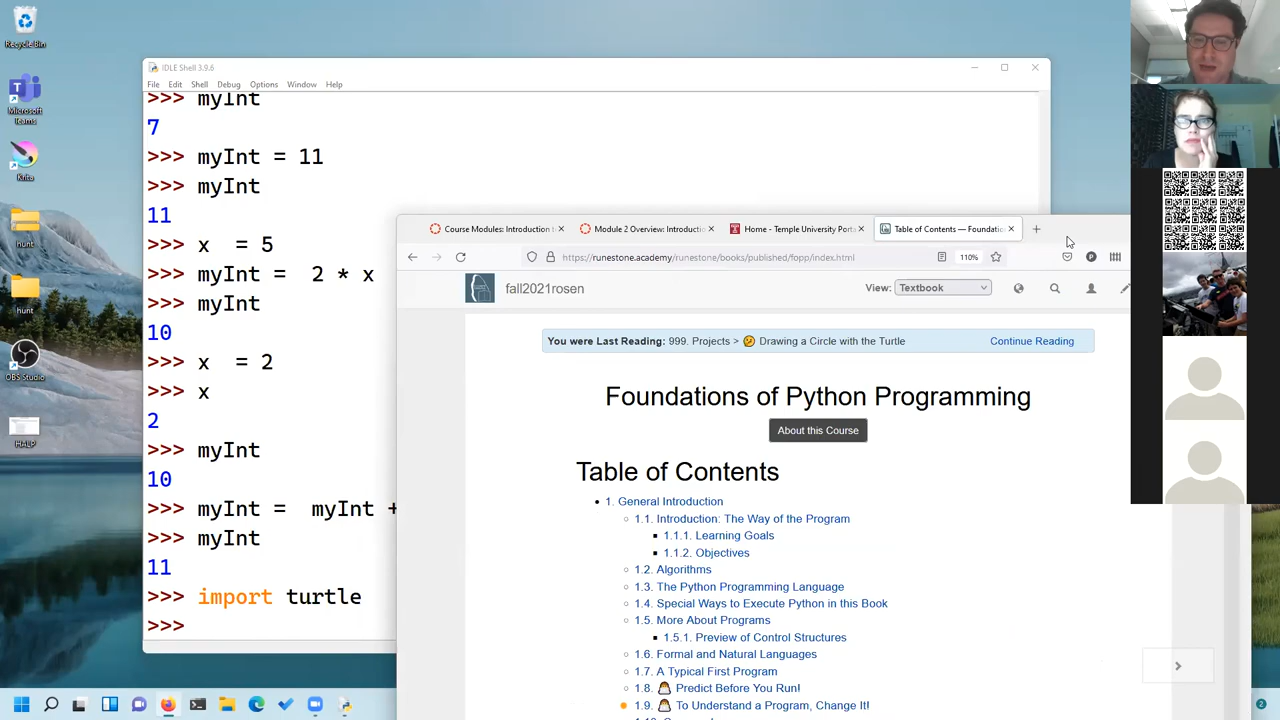 Recycle Bin
Microsoft Teams
Krita
hunt
hunt
OBS Studio
HALP
IDLE Shell 3.9.6
File Edit Shell Debug Options Window Help
>>> myInt
7
>>> myInt = 11
>>> myInt
11
>>> x  = 5
>>> myInt =  2 * x
>>> myInt
10
>>> x  = 2
>>> x
2
>>> myInt
10
>>> myInt =  myInt +
>>> myInt
11
>>> import turtle
>>>
Course Modules: Introduction to
Module 2 Overview: Introductio
Home - Temple University Porta
Table of Contents — Foundatio
https://runestone.academy/runestone/books/published/fopp/index.html
110%
fall2021rosen
View: Textbook
You were Last Reading: 999. Projects > 🤔 Drawing a Circle with the Turtle
Continue Reading
Foundations of Python Programming
About this Course
Table of Contents
1. General Introduction
1.1. Introduction: The Way of the Program
1.1.1. Learning Goals
1.1.2. Objectives
1.2. Algorithms
1.3. The Python Programming Language
1.4. Special Ways to Execute Python in this Book
1.5. More About Programs
1.5.1. Preview of Control Structures
1.6. Formal and Natural Languages
1.7. A Typical First Program
1.8. Predict Before You Run!
1.9. To Understand a Program, Change It!
2